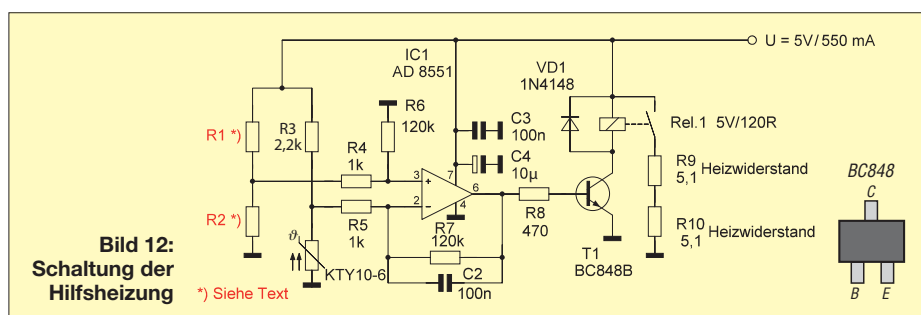 U = 5V/550 mA
IC1
AD 8551
VD1
1N4148
R1 *)
R3
2,2k
R6
120k
C3
100n
C4
10µ
Rel.1 5V/120R
R4
1k
R2 *)
R5
1k
3
+
2
–
7
6
4
R8
470
R9
5,1
Heizwiderstand
R10
5,1
Heizwiderstand
R7
120k
C2
100n
T1
BC848B
ϑ
KTY10-6
BC848
C
B
E
Bild 12:
Schaltung der
Hilfsheizung
*) Siehe Text